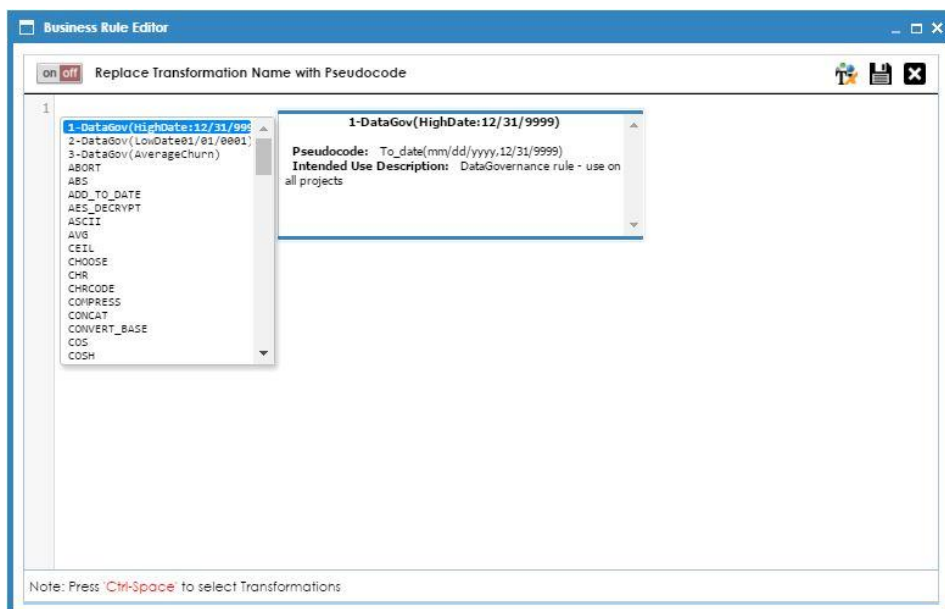 Business Rule Editor
on off Replace Transformation Name with Pseudocode
1
1-DataGov(HighDate:12/31/999
2-DataGov(LowDate01/01/0001)
3-DataGov(AverageChurn)
ABORT
ABS
ADD_TO_DATE
AES_DECRYPT
ASCII
AVG
CEIL
CHOOSE
CHR
CHRCODE
COMPRESS
CONCAT
CONVERT_BASE
COS
COSH
1-DataGov(HighDate:12/31/9999)
Pseudocode: To_date(mm/dd/yyyy,12/31/9999)
Intended Use Description: DataGovernance rule - use on
all projects
Note: Press 'Ctrl-Space' to select Transformations